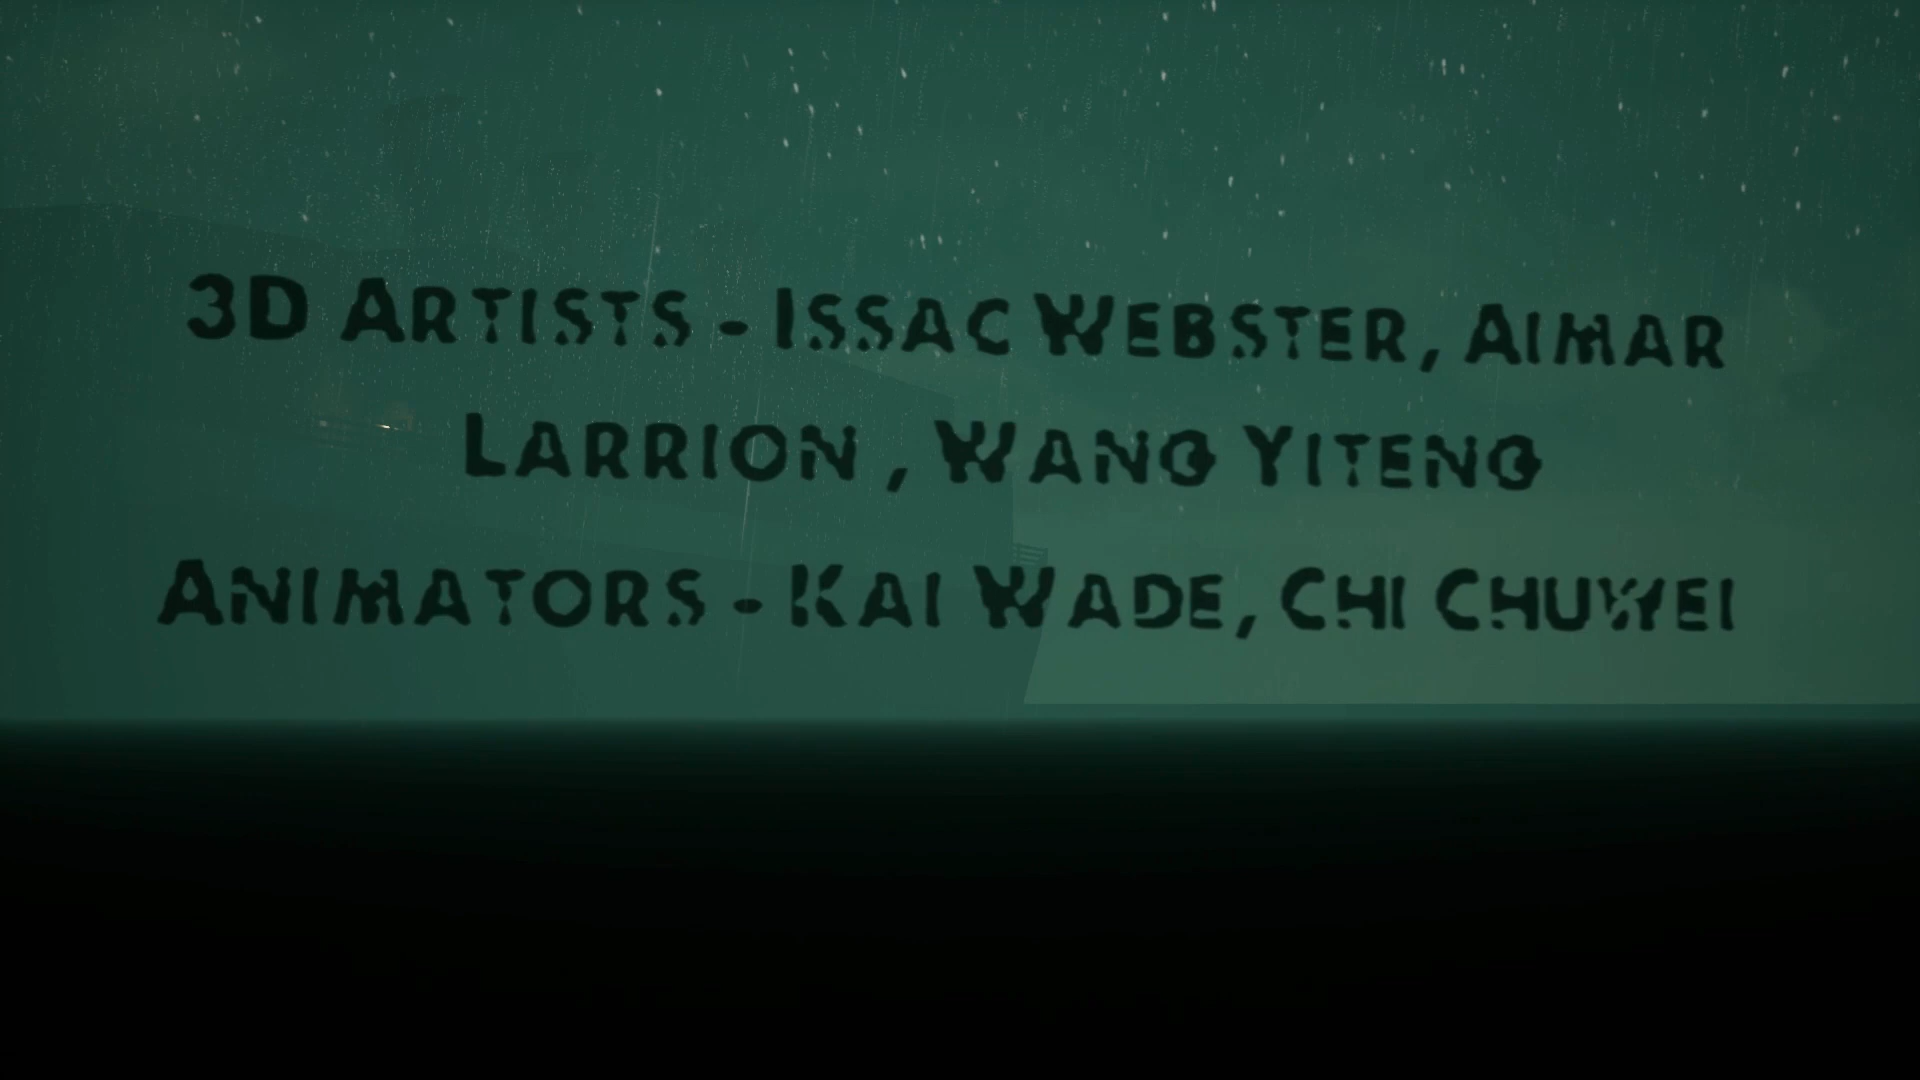 3D Artists - Issac Webster, Aimar
Larrion , Wang Yiteng
Animators - Kai Wade, Chi Chuwei